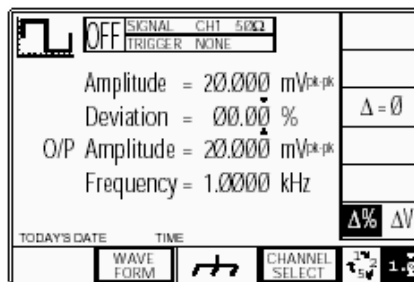 OFF SIGNAL CH1 50Ω
TRIGGER NONE
Amplitude = 20.000 mVpk-pk
Deviation = 00.00 %
Δ = 0
O/P Amplitude = 20.000 mVpk-pk
Frequency = 1.0000 kHz
Δ% ΔV
TODAY'S DATE TIME
WAVE FORM
CHANNEL SELECT